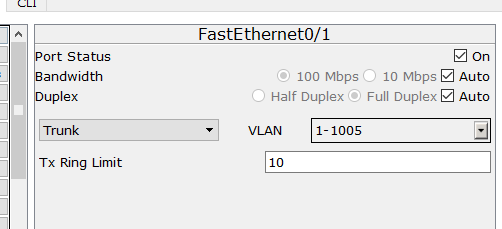 CLI
FastEthernet0/1
Port Status On
Bandwidth 100 Mbps 10 Mbps Auto
Duplex Half Duplex Full Duplex Auto
Trunk VLAN 1-1005
Tx Ring Limit 10